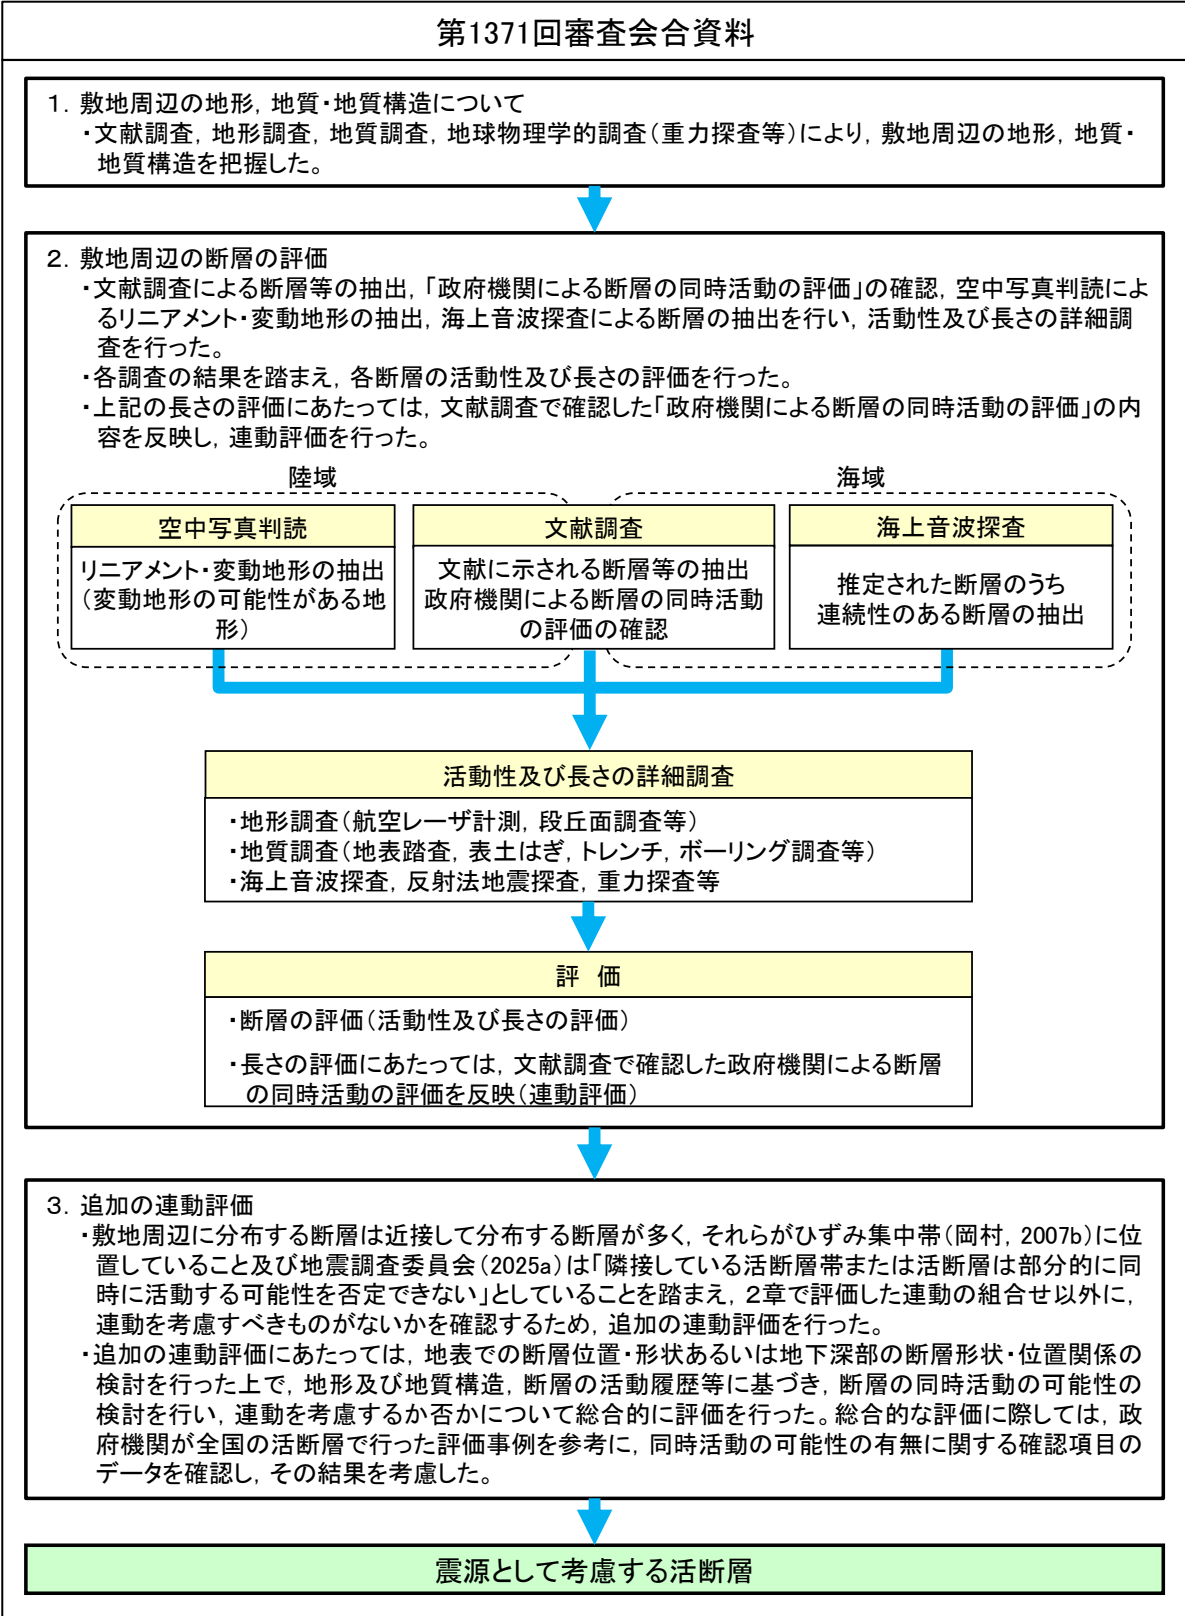 第1371回審査会合資料
１．敷地周辺の地形，地質・地質構造について
・文献調査，地形調査，地質調査，地球物理学的調査（重力探査等）により，敷地周辺の地形，地質・
地質構造を把握した。
２．敷地周辺の断層の評価
・文献調査による断層等の抽出，「政府機関による断層の同時活動の評価」の確認，空中写真判読によ
るリニアメント・変動地形の抽出，海上音波探査による断層の抽出を行い，活動性及び長さの詳細調
査を行った。
・各調査の結果を踏まえ，各断層の活動性及び長さの評価を行った。
・上記の長さの評価にあたっては，文献調査で確認した「政府機関による断層の同時活動の評価」の内
容を反映し，連動評価を行った。
陸域
海域
空中写真判読
リニアメント・変動地形の抽出
（変動地形の可能性がある地
形）
文献調査
文献に示される断層等の抽出
政府機関による断層の同時活動
の評価の確認
海上音波探査
推定された断層のうち
連続性のある断層の抽出
活動性及び長さの詳細調査
・地形調査（航空レーザ計測，段丘面調査等）
・地質調査（地表踏査，表土はぎ，トレンチ，ボーリング調査等）
・海上音波探査，反射法地震探査，重力探査等
評 価
・断層の評価（活動性及び長さの評価）
・長さの評価にあたっては，文献調査で確認した政府機関による断層
の同時活動の評価を反映（連動評価）
３．追加の連動評価
・敷地周辺に分布する断層は近接して分布する断層が多く，それらがひずみ集中帯（岡村，2007b）に位
置していること及び地震調査委員会（2025a）は「隣接している活断層帯または活断層は部分的に同
時に活動する可能性を否定できない」としていることを踏まえ，２章で評価した連動の組合せ以外に，
連動を考慮すべきものがないかを確認するため，追加の連動評価を行った。
・追加の連動評価にあたっては，地表での断層位置・形状あるいは地下深部の断層形状・位置関係の
検討を行った上で，地形及び地質構造，断層の活動履歴等に基づき，断層の同時活動の可能性の
検討を行い，連動を考慮するか否かについて総合的に評価を行った。総合的な評価に際しては，政
府機関が全国の活断層で行った評価事例を参考に，同時活動の可能性の有無に関する確認項目の
データを確認し，その結果を考慮した。
震源として考慮する活断層